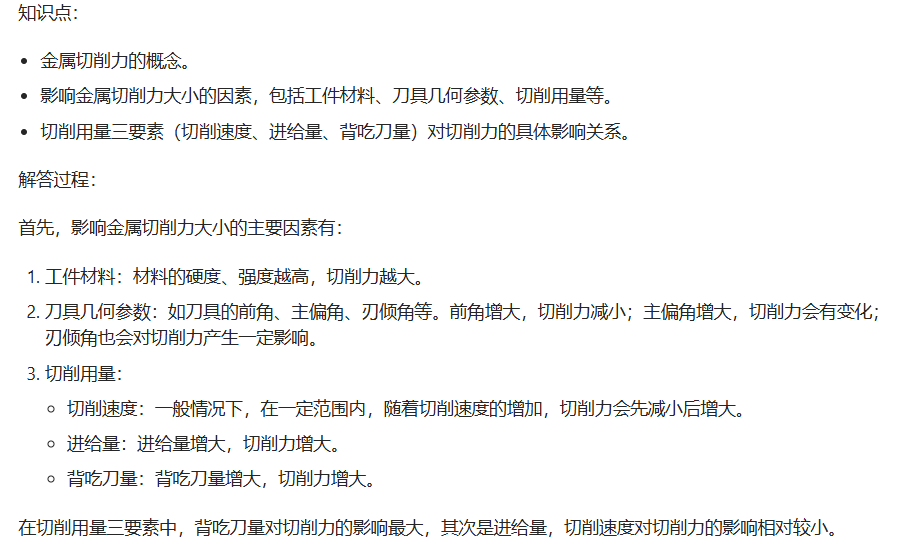 知识点：
• 金属切削力的概念。
• 影响金属切削力大小的因素，包括工件材料、刀具几何参数、切削用量等。
• 切削用量三要素（切削速度、进给量、背吃刀量）对切削力的具体影响关系。
解答过程：
首先，影响金属切削力大小的主要因素有：
1. 工件材料：材料的硬度、强度越高，切削力越大。
2. 刀具几何参数：如刀具的前角、主偏角、刃倾角等。前角增大，切削力减小；主偏角增大，切削力会有变化；
刃倾角也会对切削力产生一定影响。
3. 切削用量：
◦ 切削速度：一般情况下，在一定范围内，随着切削速度的增加，切削力会先减小后增大。
◦ 进给量：进给量增大，切削力增大。
◦ 背吃刀量：背吃刀量增大，切削力增大。
在切削用量三要素中，背吃刀量对切削力的影响最大，其次是进给量，切削速度对切削力的影响相对较小。